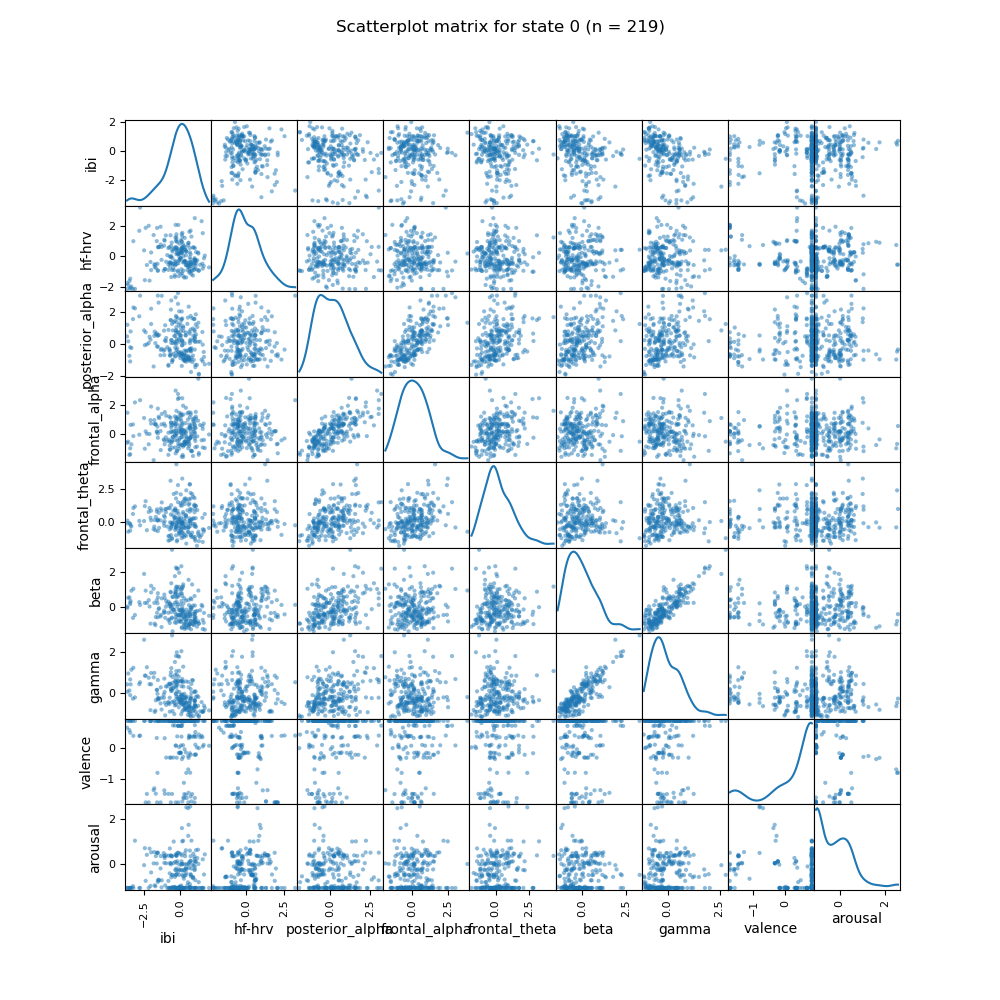 Scatterplot matrix for state 0 (n = 219)
ibi
2
0
-2
hf-hrv
2
0
−2
posterior_alpha
2
0
−2
frontal_alpha
2
0
frontal_theta
2.5
0.0
beta
2
0
gamma
2
0
valence
0
−1
arousal
2
0
−2.5 0.0 0.0 2.5 0.0 2.5 0.0 2.5 0.0 2.5 0.0 2.5 0.0 2.5 −1 0 0 2
ibi hf-hrv posterior_alpha frontal_alpha frontal_theta beta gamma valence arousal